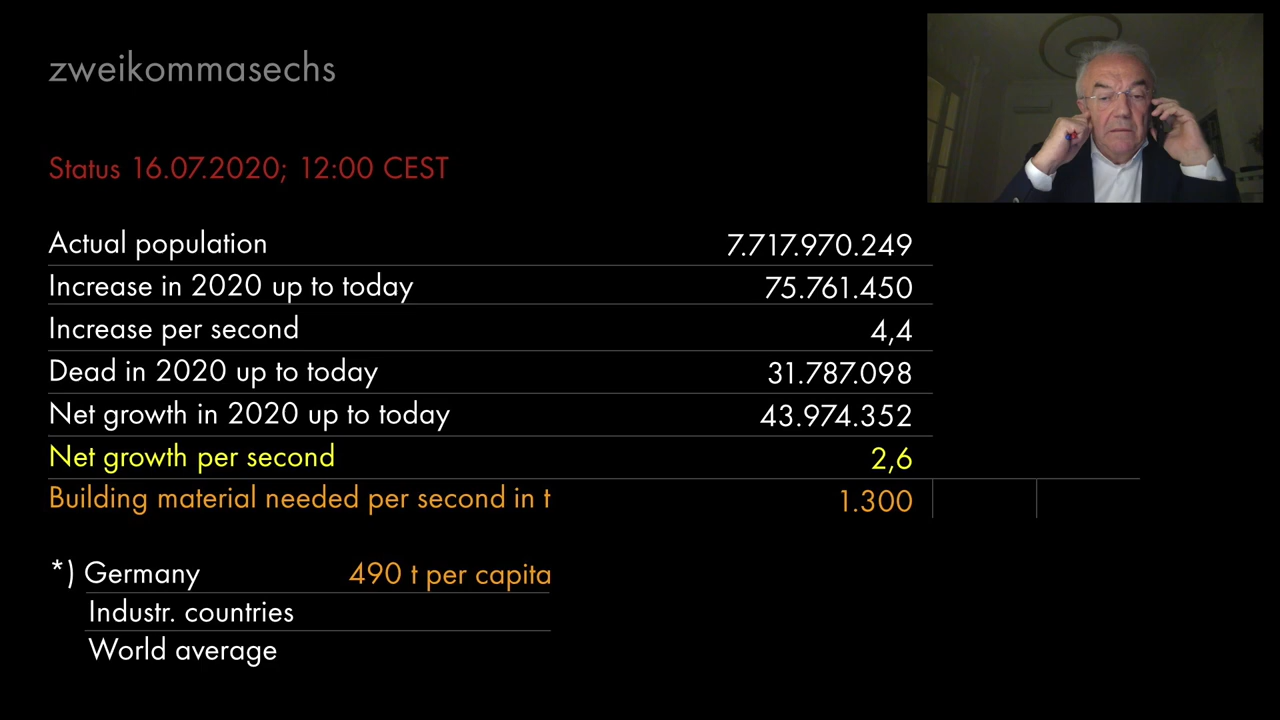 zweikommasechs
Status 16.07.2020; 12:00 CEST
Actual population 7.717.970.249
Increase in 2020 up to today 75.761.450
Increase per second 4,4
Dead in 2020 up to today 31.787.098
Net growth in 2020 up to today 43.974.352
Net growth per second 2,6
Building material needed per second in t 1.300
*) Germany 490 t per capita
Industr. countries
World average